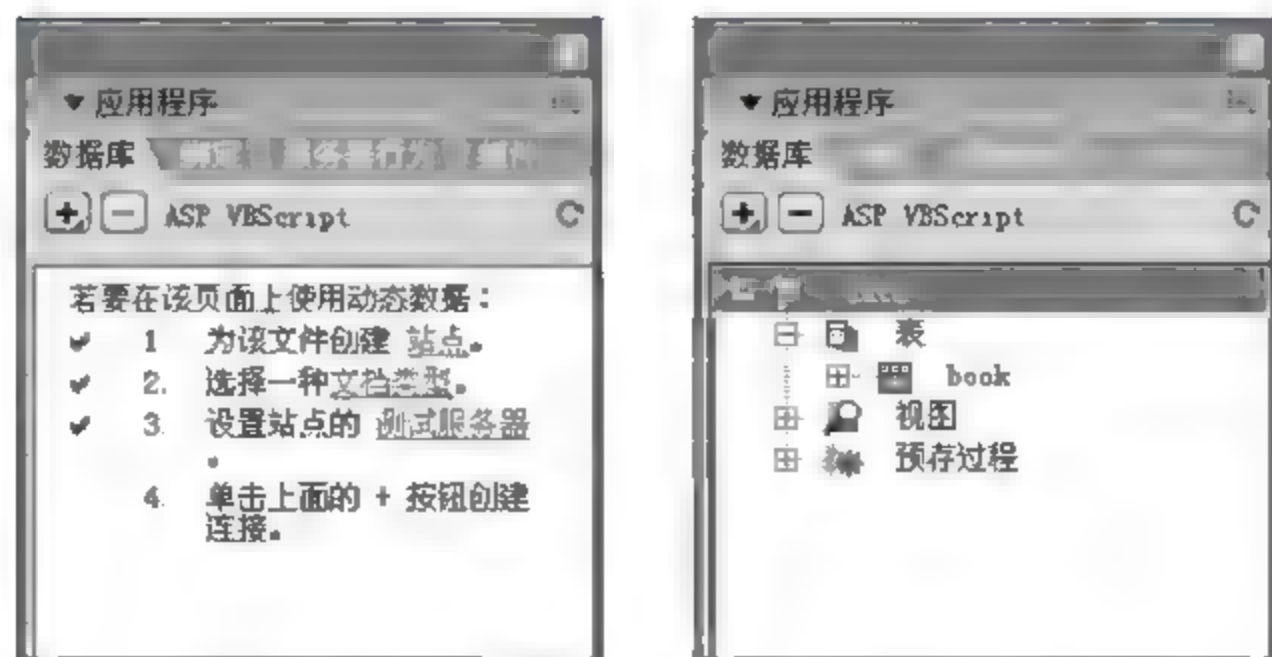 ▼ 应用程序
数据库
ASP VBScript
若要在该页面上使用动态数据：
1 为该文件创建 站点。
2. 选择一种文档类型。
3. 设置站点的 测试服务器
。
4. 单击上面的 + 按钮创建
连接。
▼ 应用程序
数据库
ASP VBScript
表
book
视图
预存过程